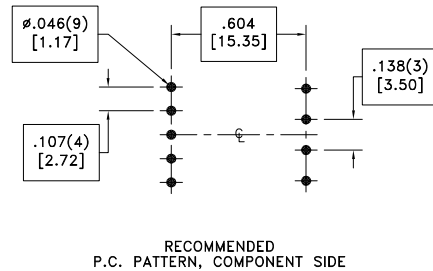 ø.046(9)
[1.17]
.604
[15.35]
.138(3)
[3.50]
.107(4)
[2.72]
℄
RECOMMENDED
P.C. PATTERN, COMPONENT SIDE